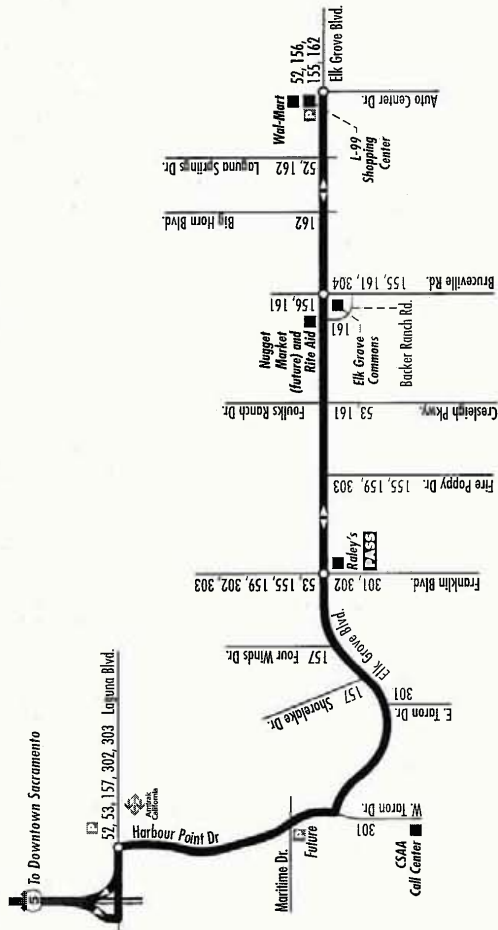 To Downtown Sacramento
5
P
52, 53, 157, 302, 303 Laguna Blvd.
Amtrak
California
Harbour Point Dr
Maritime Dr.
P
Future
W. Taron Dr.
301
CSAA
Call Center
E. Taron Dr.
301
Shorelake Dr.
157
157 Four Winds Dr.
Elk Grove Blvd.
53, 155, 159, 302, 303
301, 302
Franklin Blvd.
Raley's
PASS
Fire Poppy Dr. 155, 159, 303
Foulks Ranch Dr.
Cresleigh Pkwy. 53, 161
Nugget
Market
(future) and
Rite Aid
156, 161
161
Elk Grave
Commons
Backer Ranch Rd.
Bruceville Rd. 155, 161, 304
Big Horn Blvd. 162
Laguna Springs Dr. 52, 162
Wal-Mart
P
L-99
Shopping
Center
Auto Center Dr.
52, 156,
155, 162
Elk Grove Blvd.